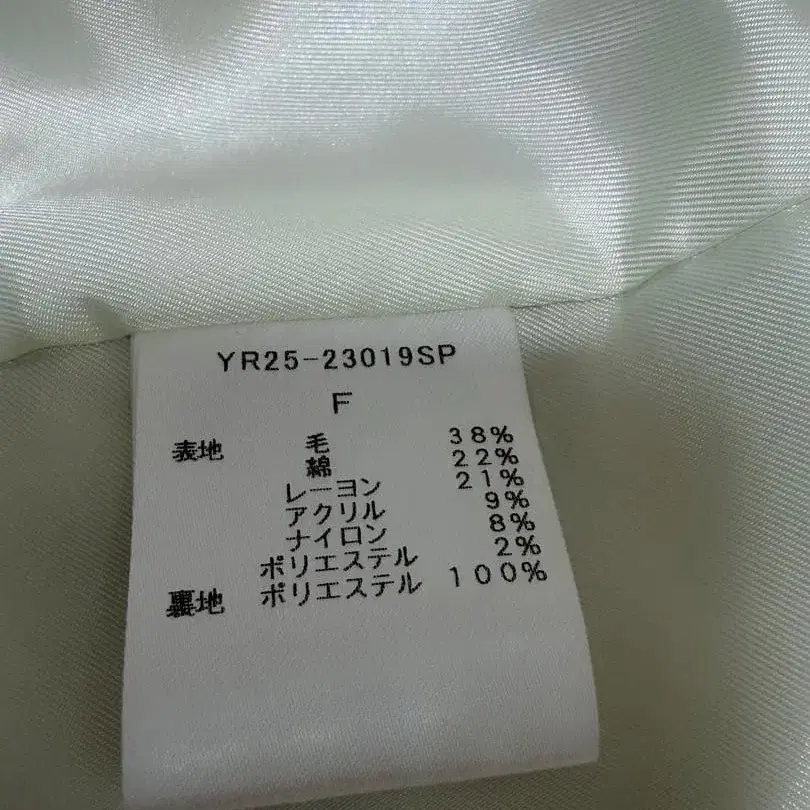 YR25-23019SP
F
表地 毛 38%
綿 22%
レーヨン 21%
アクリル 9%
ナイロン 8%
ポリエステル 2%
裏地 ポリエステル 100%